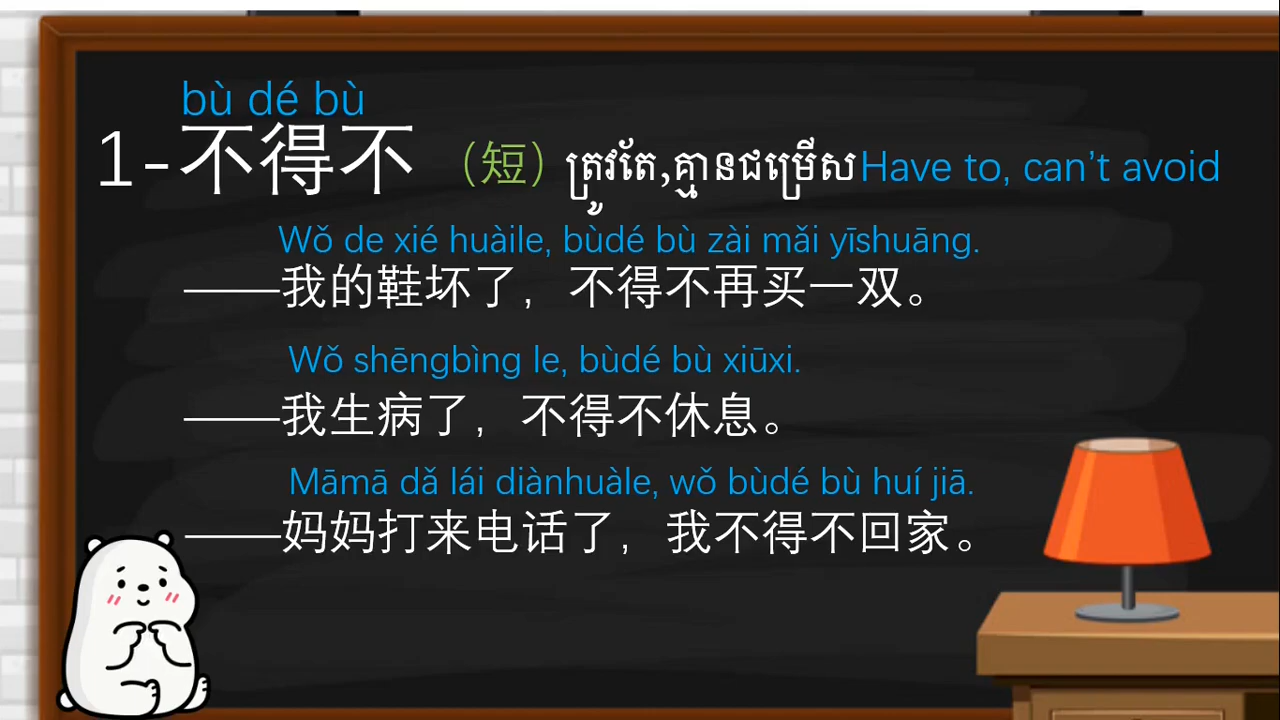 bù dé bù
1-不得不 （短） ត្រូវតែ,គ្មានជម្រើសHave to, can’t avoid
Wǒ de xié huàile, bùdé bù zài mǎi yīshuāng.
——我的鞋坏了，不得不再买一双。
Wǒ shēngbìng le, bùdé bù xiūxi.
——我生病了，不得不休息。
Māmā dǎ lái diànhuàle, wǒ bùdé bù huí jiā.
——妈妈打来电话了，我不得不回家。